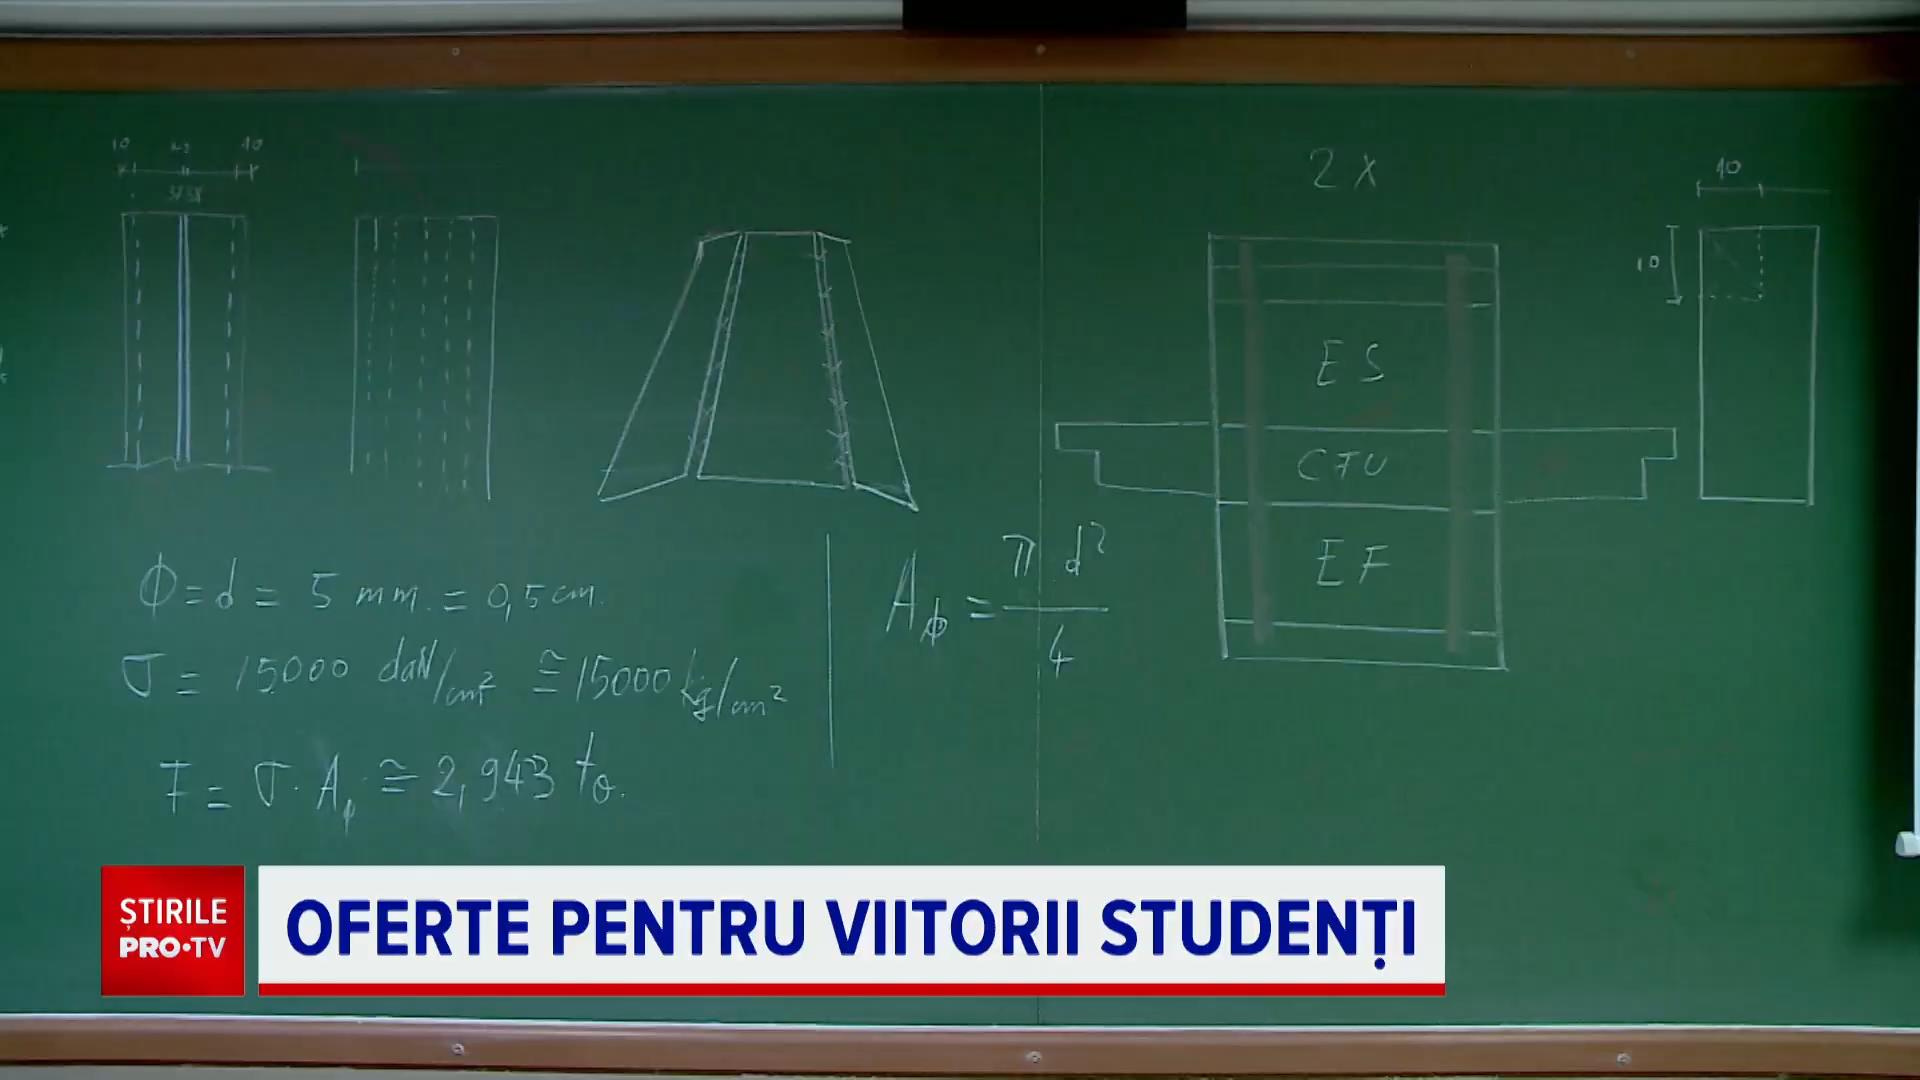 10 10
2 X
10
10
ES
CFU
EF
ϕ = d = 5 mm. = 0,5 cm.
σ = 15000 daN/cm² ≅ 15000 kg/cm²
F = σ · Aϕ ≅ 2,943 to.
Aϕ = π d² / 4
ȘTIRILE
PRO•TV
OFERTE PENTRU VIITORII STUDENȚI